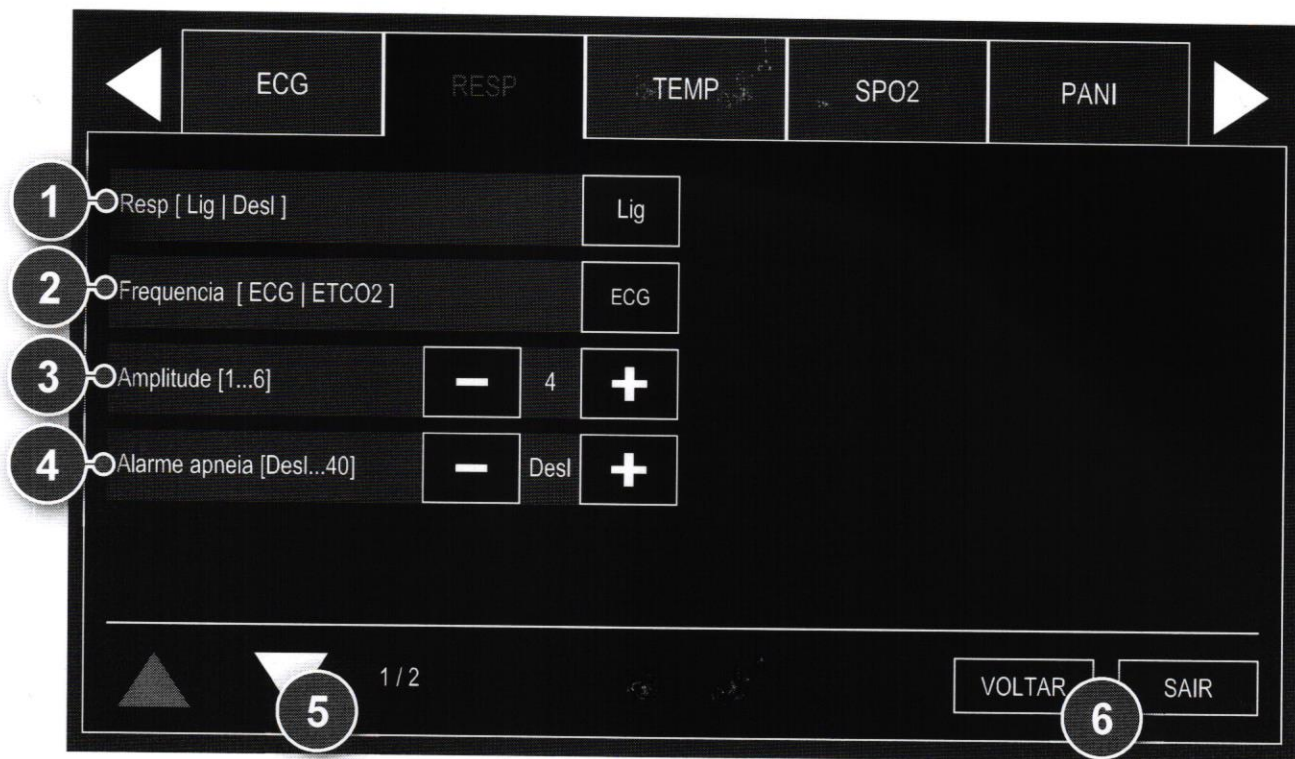 ECG RESP TEMP SPO2 PANI
1 Resp [ Lig | Desl ] Lig
2 Frequencia [ ECG | ETCO2 ] ECG
3 Amplitude [1...6] − 4 +
4 Alarme apneia [Desl...40] − Desl +
1 / 2 VOLTAR SAIR
5 6